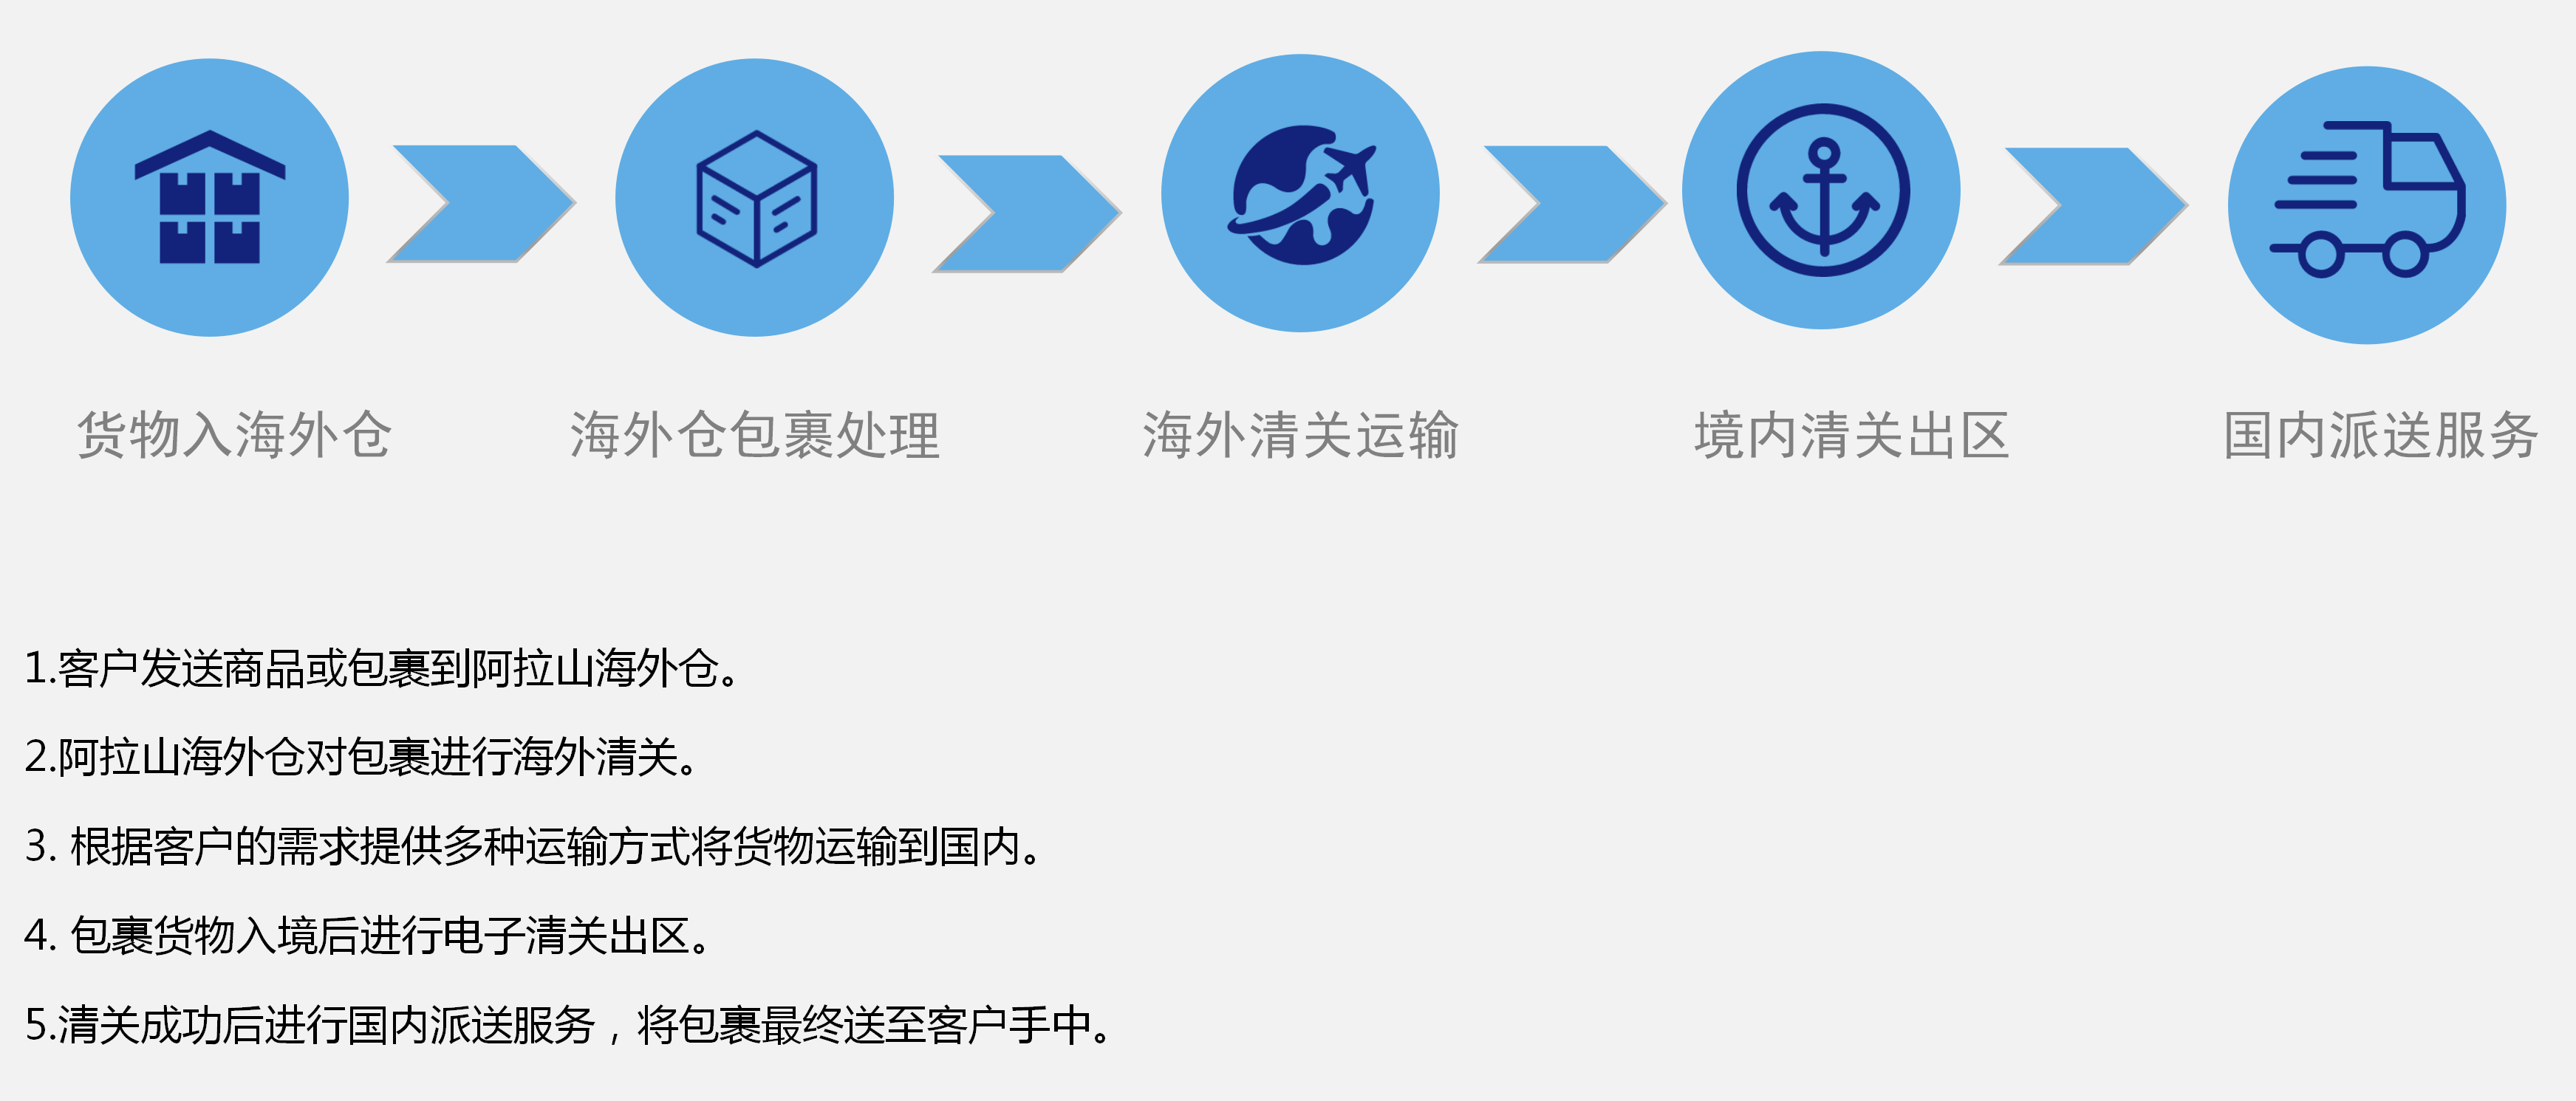 货物入海外仓
海外仓包裹处理
海外清关运输
境内清关出区
国内派送服务
1.客户发送商品或包裹到阿拉山海外仓。
2.阿拉山海外仓对包裹进行海外清关。
3. 根据客户的需求提供多种运输方式将货物运输到国内。
4. 包裹货物入境后进行电子清关出区。
5.清关成功后进行国内派送服务，将包裹最终送至客户手中。